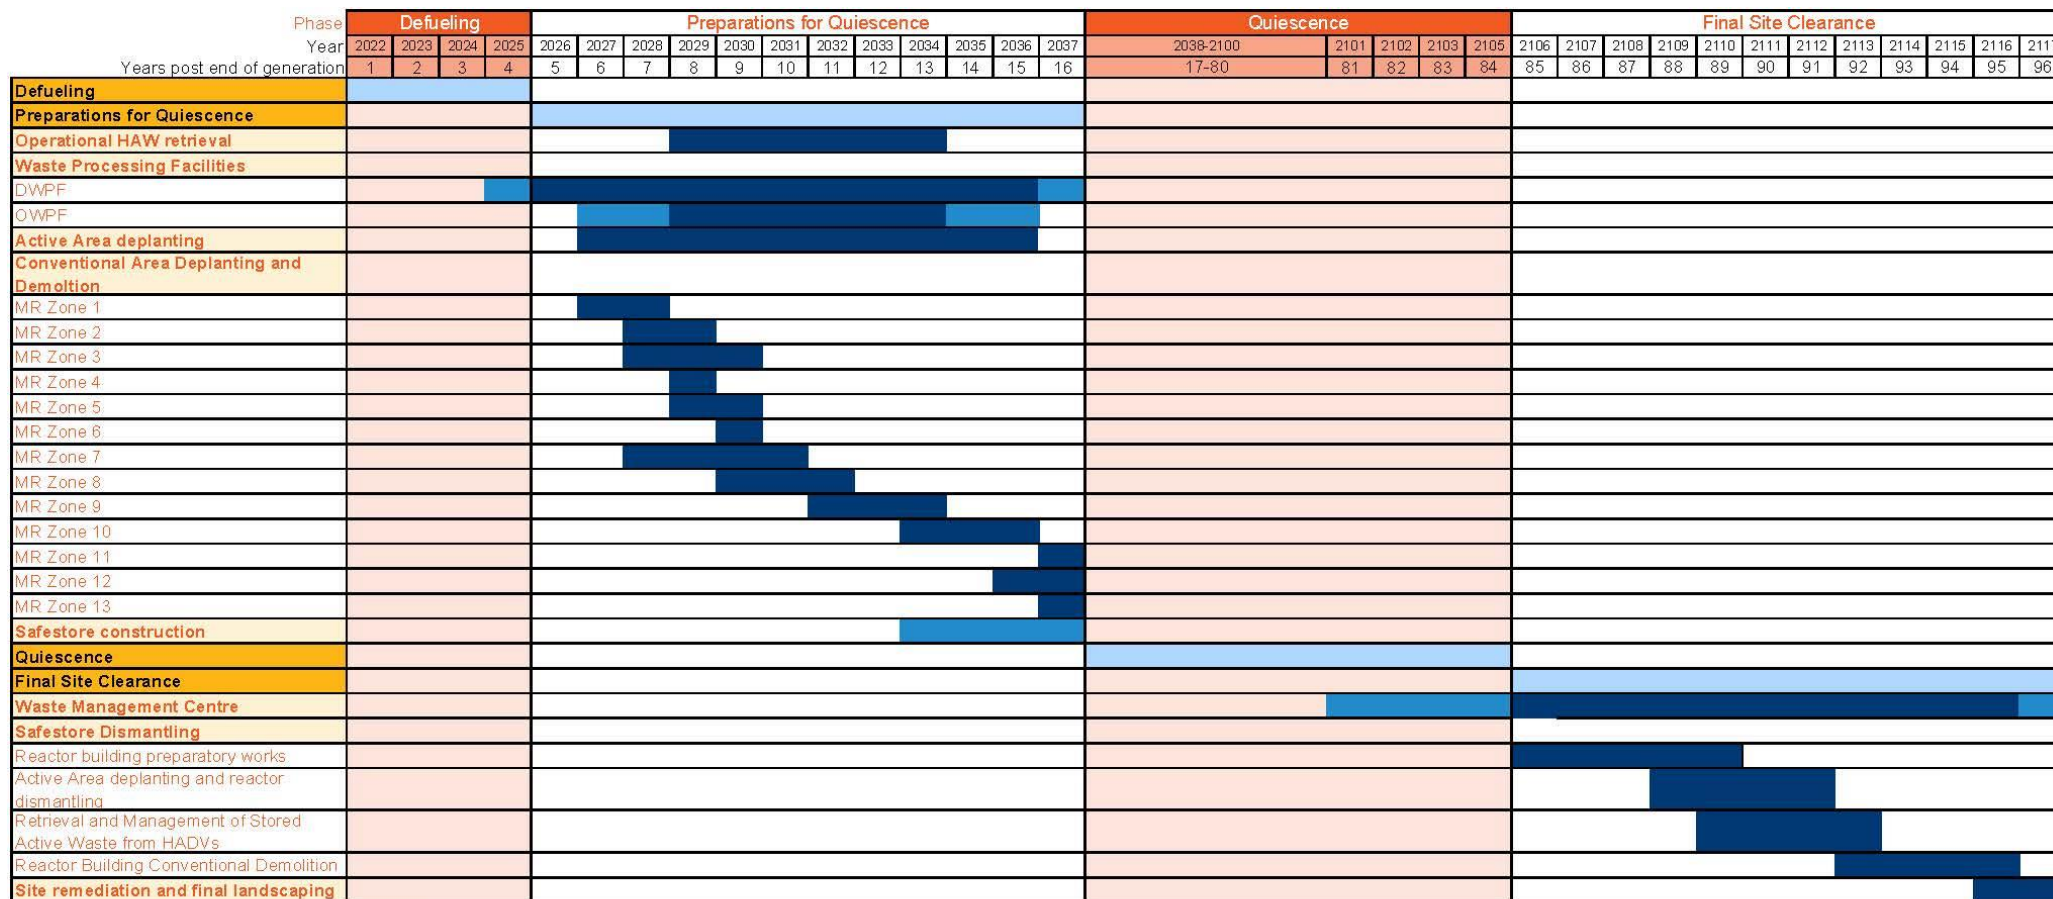 Phase Defueling Preparations for Quiescence Quiescence Final Site Clearance
Year 2022 2023 2024 2025 2026 2027 2028 2029 2030 2031 2032 2033 2034 2035 2036 2037 2038-2100 2101 2102 2103 2105 2106 2107 2108 2109 2110 2111 2112 2113 2114 2115 2116
Years post end of generation 1 2 3 4 5 6 7 8 9 10 11 12 13 14 15 16 17-80 81 82 83 84 85 86 87 88 89 90 91 92 93 94 95 96
Defueling
Preparations for Quiescence
Operational HAW retrieval
Waste Processing Facilities
DWPF
OWPF
Active Area deplanting
Conventional Area Deplanting and
Demoltion
MR Zone 1
MR Zone 2
MR Zone 3
MR Zone 4
MR Zone 5
MR Zone 6
MR Zone 7
MR Zone 8
MR Zone 9
MR Zone 10
MR Zone 11
MR Zone 12
MR Zone 13
Safestore construction
Quiescence
Final Site Clearance
Waste Management Centre
Safestore Dismantling
Reactor building preparatory works
Active Area deplanting and reactor
dismantling
Retrieval and Management of Stored
Active Waste from HADVs
Reactor Building Conventional Demolition
Site remediation and final landscaping